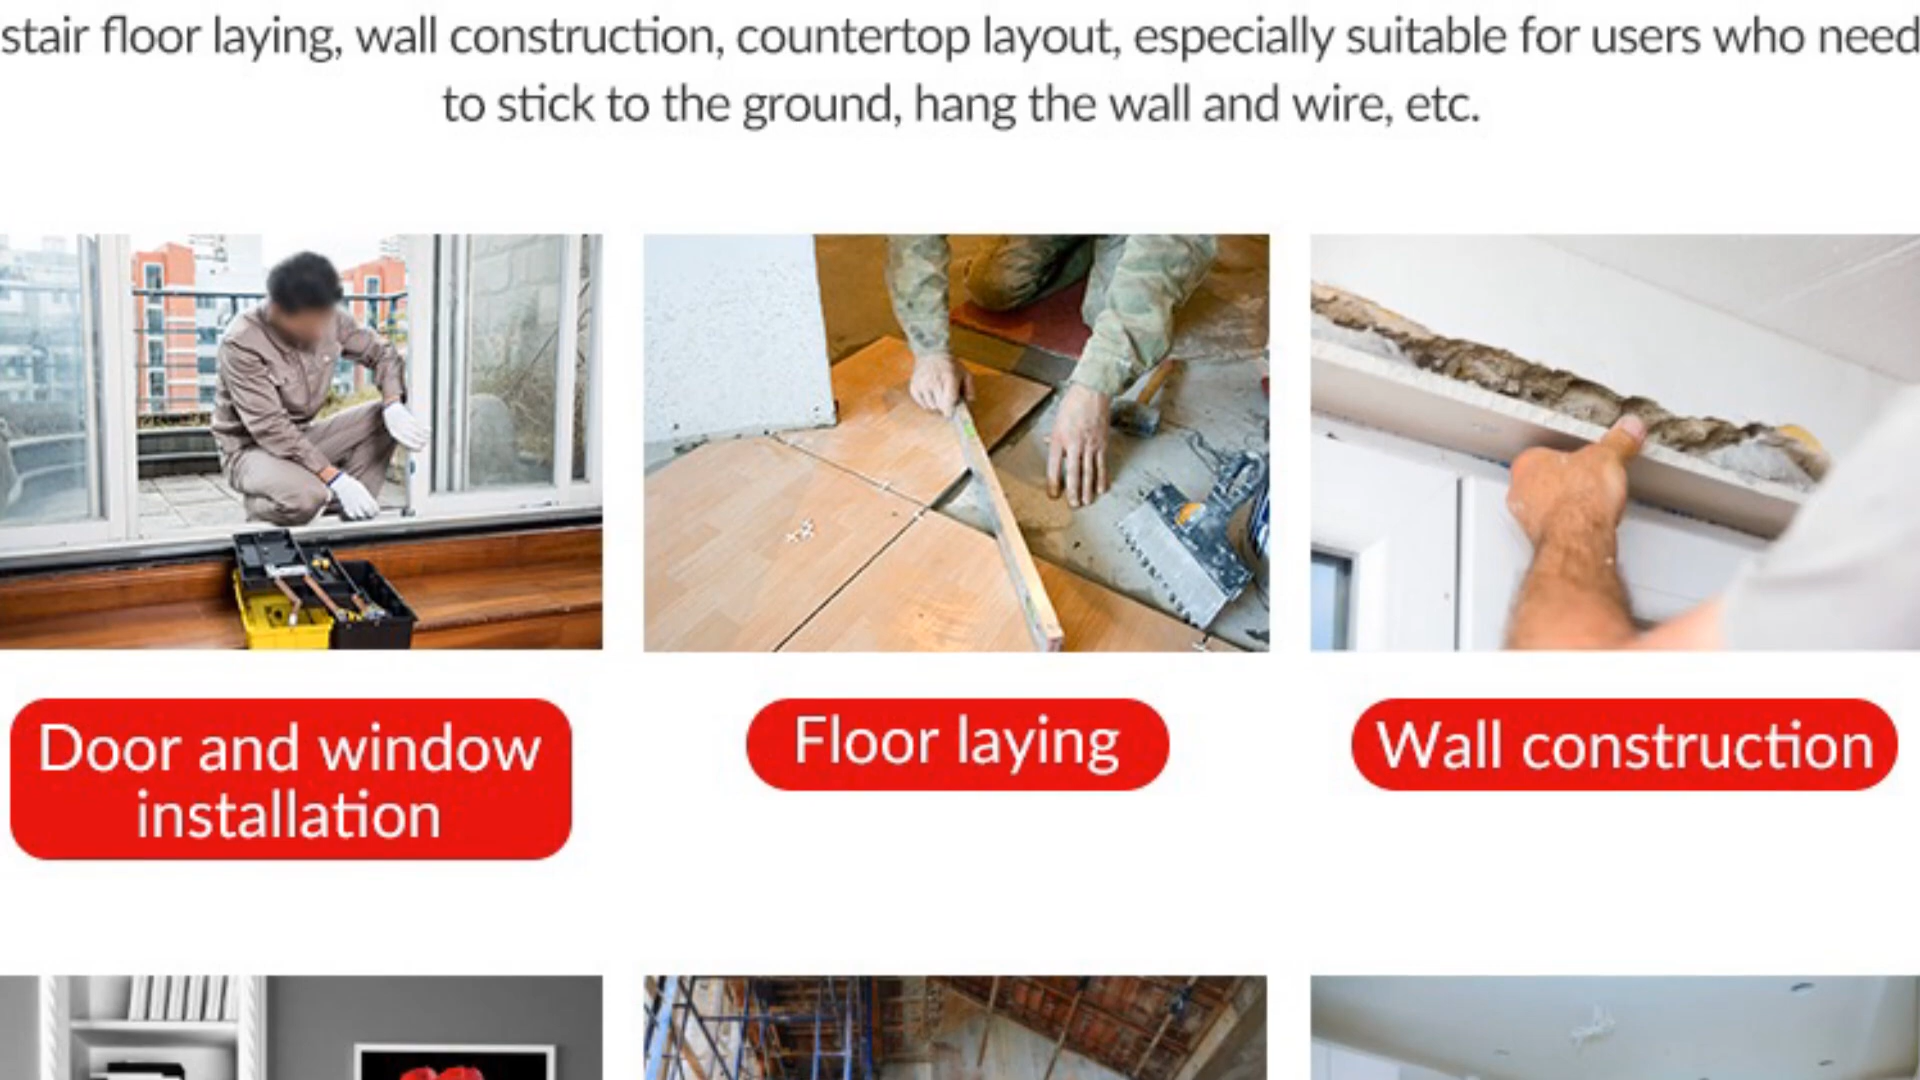 stair floor laying, wall construction, countertop layout, especially suitable for users who need
to stick to the ground, hang the wall and wire, etc.
Door and window
installation
Floor laying
Wall construction